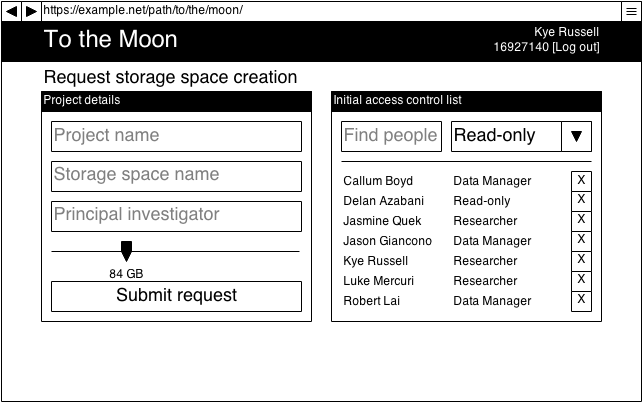 https://example.net/path/to/the/moon/
To the Moon
Kye Russell
16927140 [Log out]
Request storage space creation
Project details
Project name
Storage space name
Principal investigator
84 GB
Submit request
Initial access control list
Find people Read-only
Callum Boyd Data Manager X
Delan Azabani Read-only X
Jasmine Quek Researcher X
Jason Giancono Data Manager X
Kye Russell Researcher X
Luke Mercuri Researcher X
Robert Lai Data Manager X